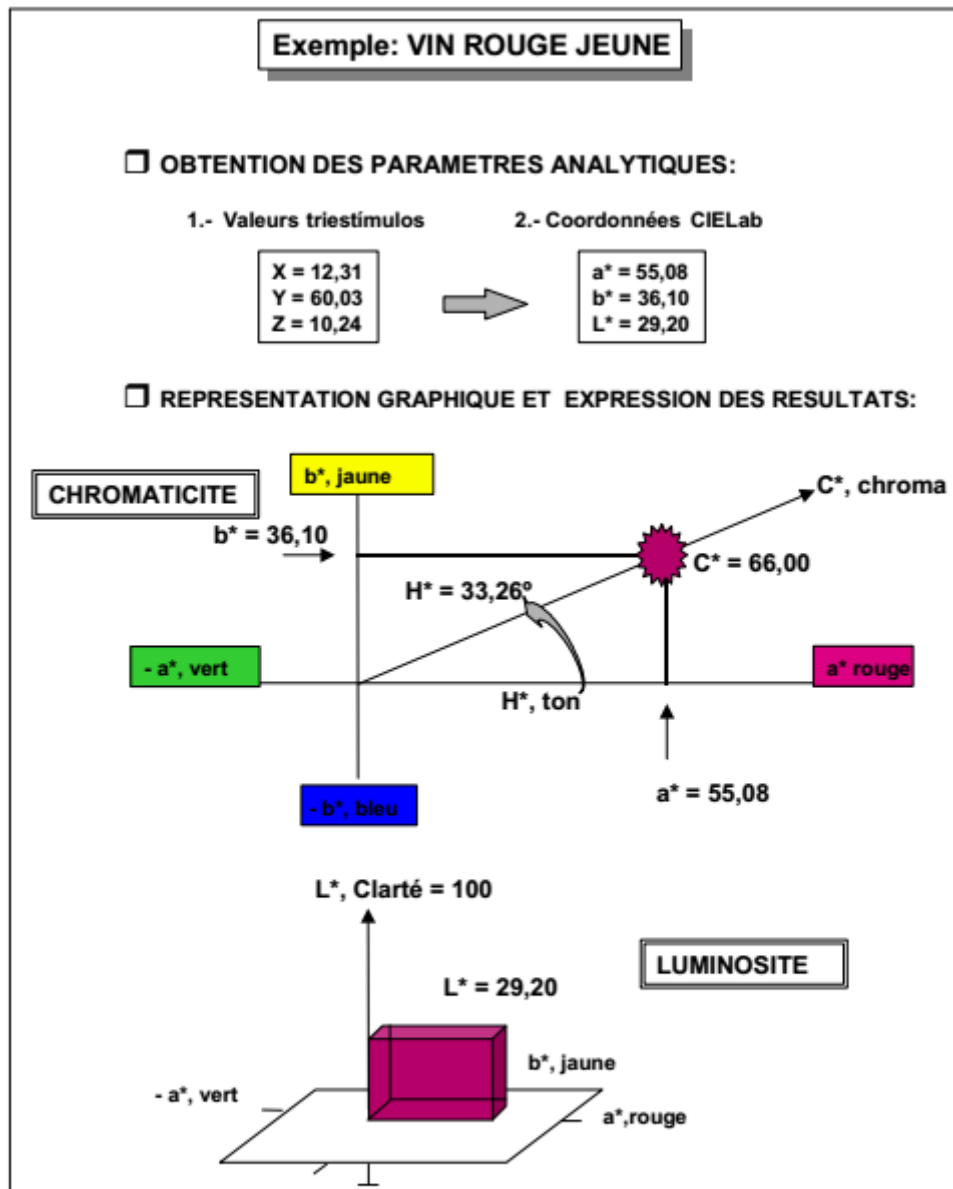 Exemple: VIN ROUGE JEUNE
❒ OBTENTION DES PARAMETRES ANALYTIQUES:
1.- Valeurs triestímulos
2.- Coordonnées CIELab
X = 12,31
Y = 60,03
Z = 10,24
a* = 55,08
b* = 36,10
L* = 29,20
❒ REPRESENTATION GRAPHIQUE ET EXPRESSION DES RESULTATS:
CHROMATICITE
b*, jaune
C*, chroma
b* = 36,10
C* = 66,00
H* = 33,26º
- a*, vert
a* rouge
H*, ton
- b*, bleu
a* = 55,08
L*, Clarté = 100
LUMINOSITE
L* = 29,20
b*, jaune
- a*, vert
a*,rouge